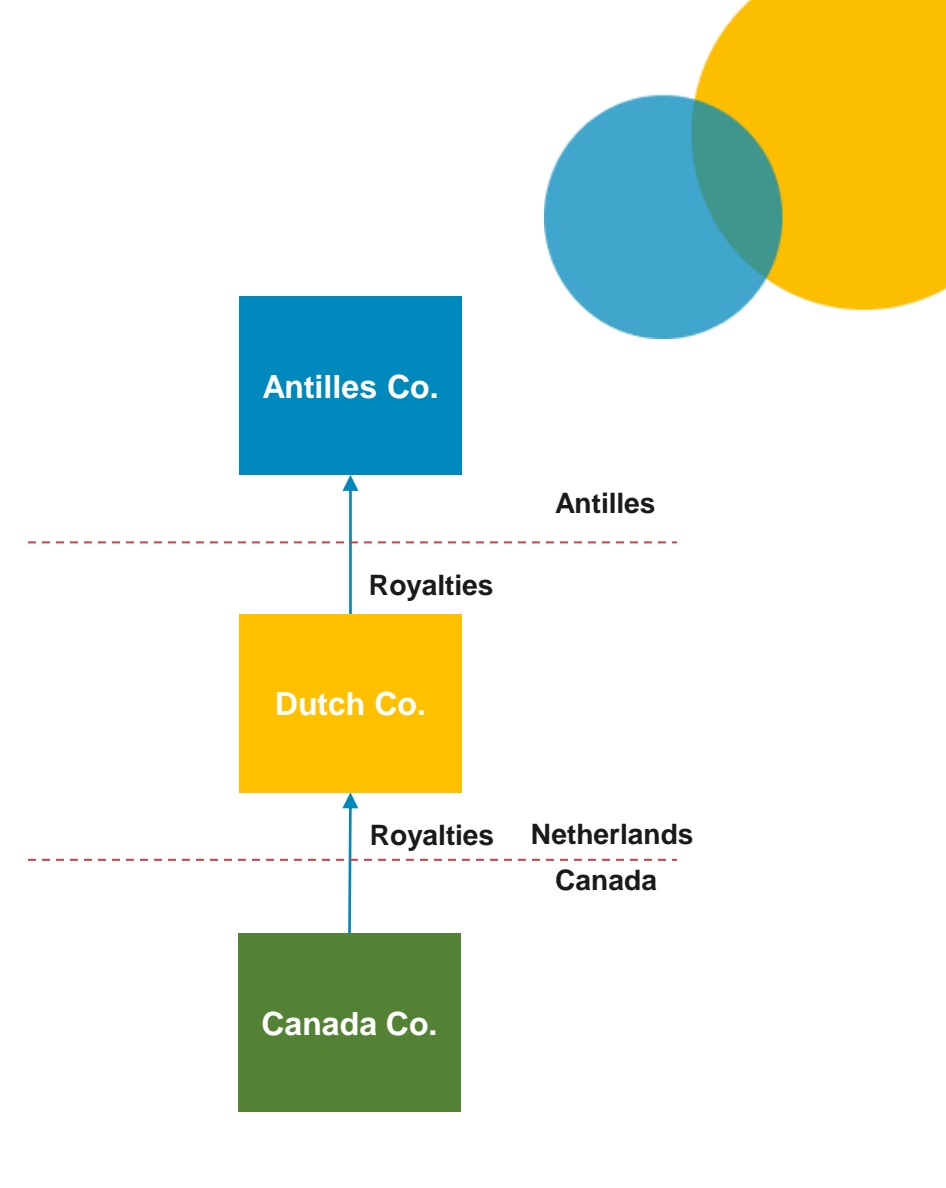 Antilles Co.
Antilles
Royalties
Dutch Co.
Royalties
Netherlands
Canada
Canada Co.